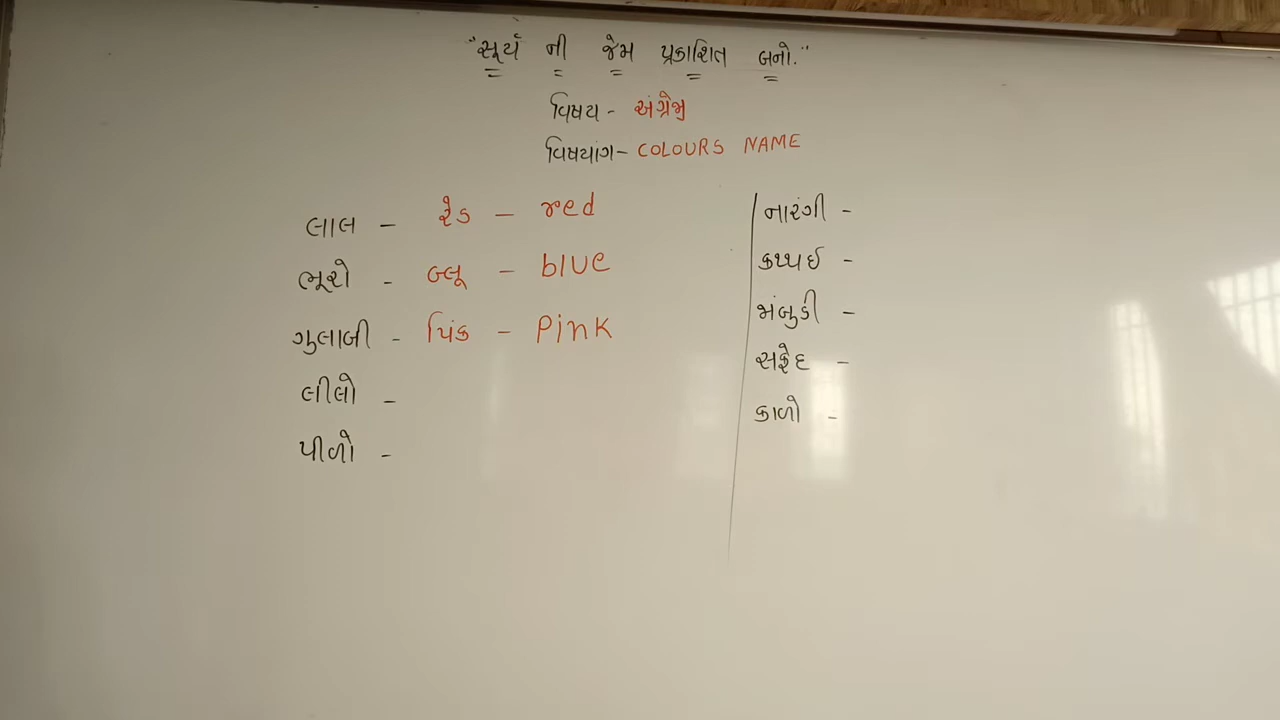 "સૂર્ય ની જેમ પ્રકાશિત બનો."
વિષય - અંગ્રેજી
વિષયાંગ - COLOURS NAME
લાલ - રેડ - red
ભૂરો - બ્લૂ - blue
ગુલાબી - પિંક - Pink
લીલો -
પીળો -
નારંગી -
કથ્થઈ -
જાંબુડી -
સફેદ -
કાળો -